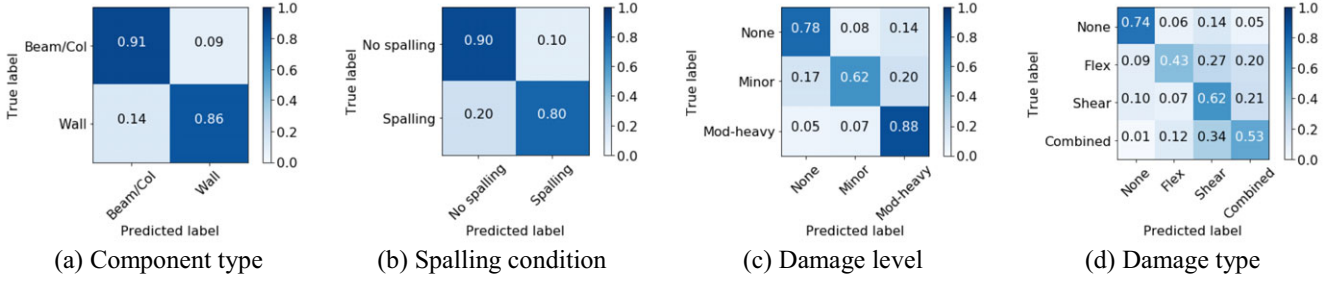 True label
Beam/Col
Wall
0.91 0.09
0.14 0.86
Beam/Col Wall
Predicted label
1.0
0.8
0.6
0.4
0.2
0.0
(a) Component type
True label
No spalling
Spalling
0.90 0.10
0.20 0.80
No spalling Spalling
Predicted label
1.0
0.8
0.6
0.4
0.2
0.0
(b) Spalling condition
True label
None
Minor
Mod-heavy
0.78 0.08 0.14
0.17 0.62 0.20
0.05 0.07 0.88
None Minor Mod-heavy
Predicted label
1.0
0.8
0.6
0.4
0.2
0.0
(c) Damage level
True label
None
Flex
Shear
Combined
0.74 0.06 0.14 0.05
0.09 0.43 0.27 0.20
0.10 0.07 0.62 0.21
0.01 0.12 0.34 0.53
None Flex Shear Combined
Predicted label
1.0
0.8
0.6
0.4
0.2
0.0
(d) Damage type